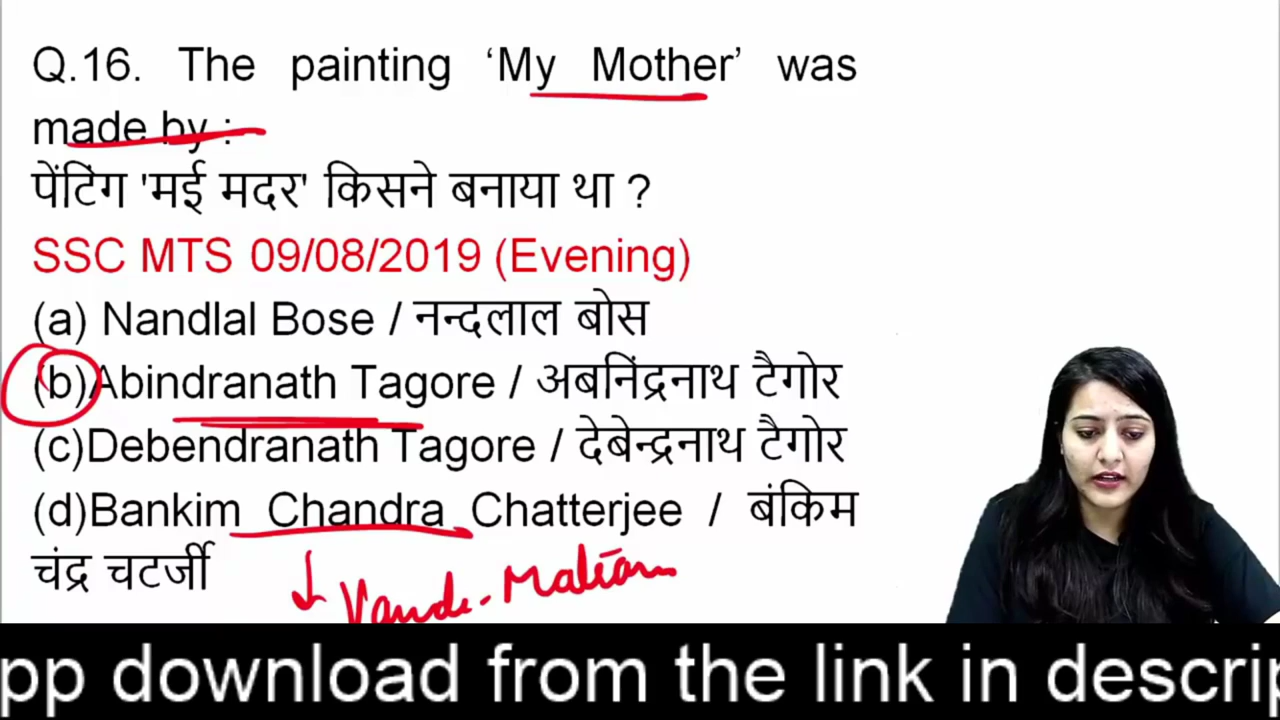 Q.16. The painting ‘My Mother’ was
made by :
पेंटिंग 'मई मदर' किसने बनाया था ?
SSC MTS 09/08/2019 (Evening)
(a) Nandlal Bose / नन्दलाल बोस
(b)Abindranath Tagore / अबनिंद्रनाथ टैगोर
(c)Debendranath Tagore / देबेन्द्रनाथ टैगोर
(d)Bankim Chandra Chatterjee / बंकिम
चंद्र चटर्जी
Vande-
pp download from the link in descrip